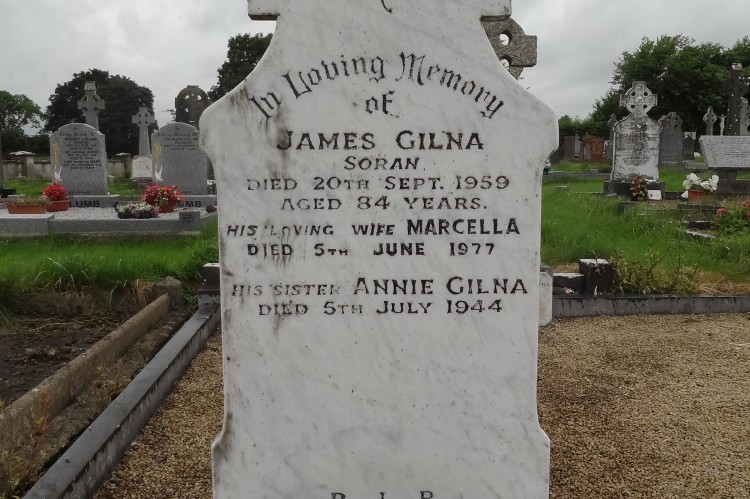 In Loving Memory
of
JAMES GILNA
SORAN
DIED 20TH SEPT. 1959
AGED 84 YEARS.
HIS LOVING WIFE MARCELLA
DIED 5TH JUNE 1977
HIS SISTER ANNIE GILNA
DIED 5TH JULY 1944
R.I.P.
LUMB